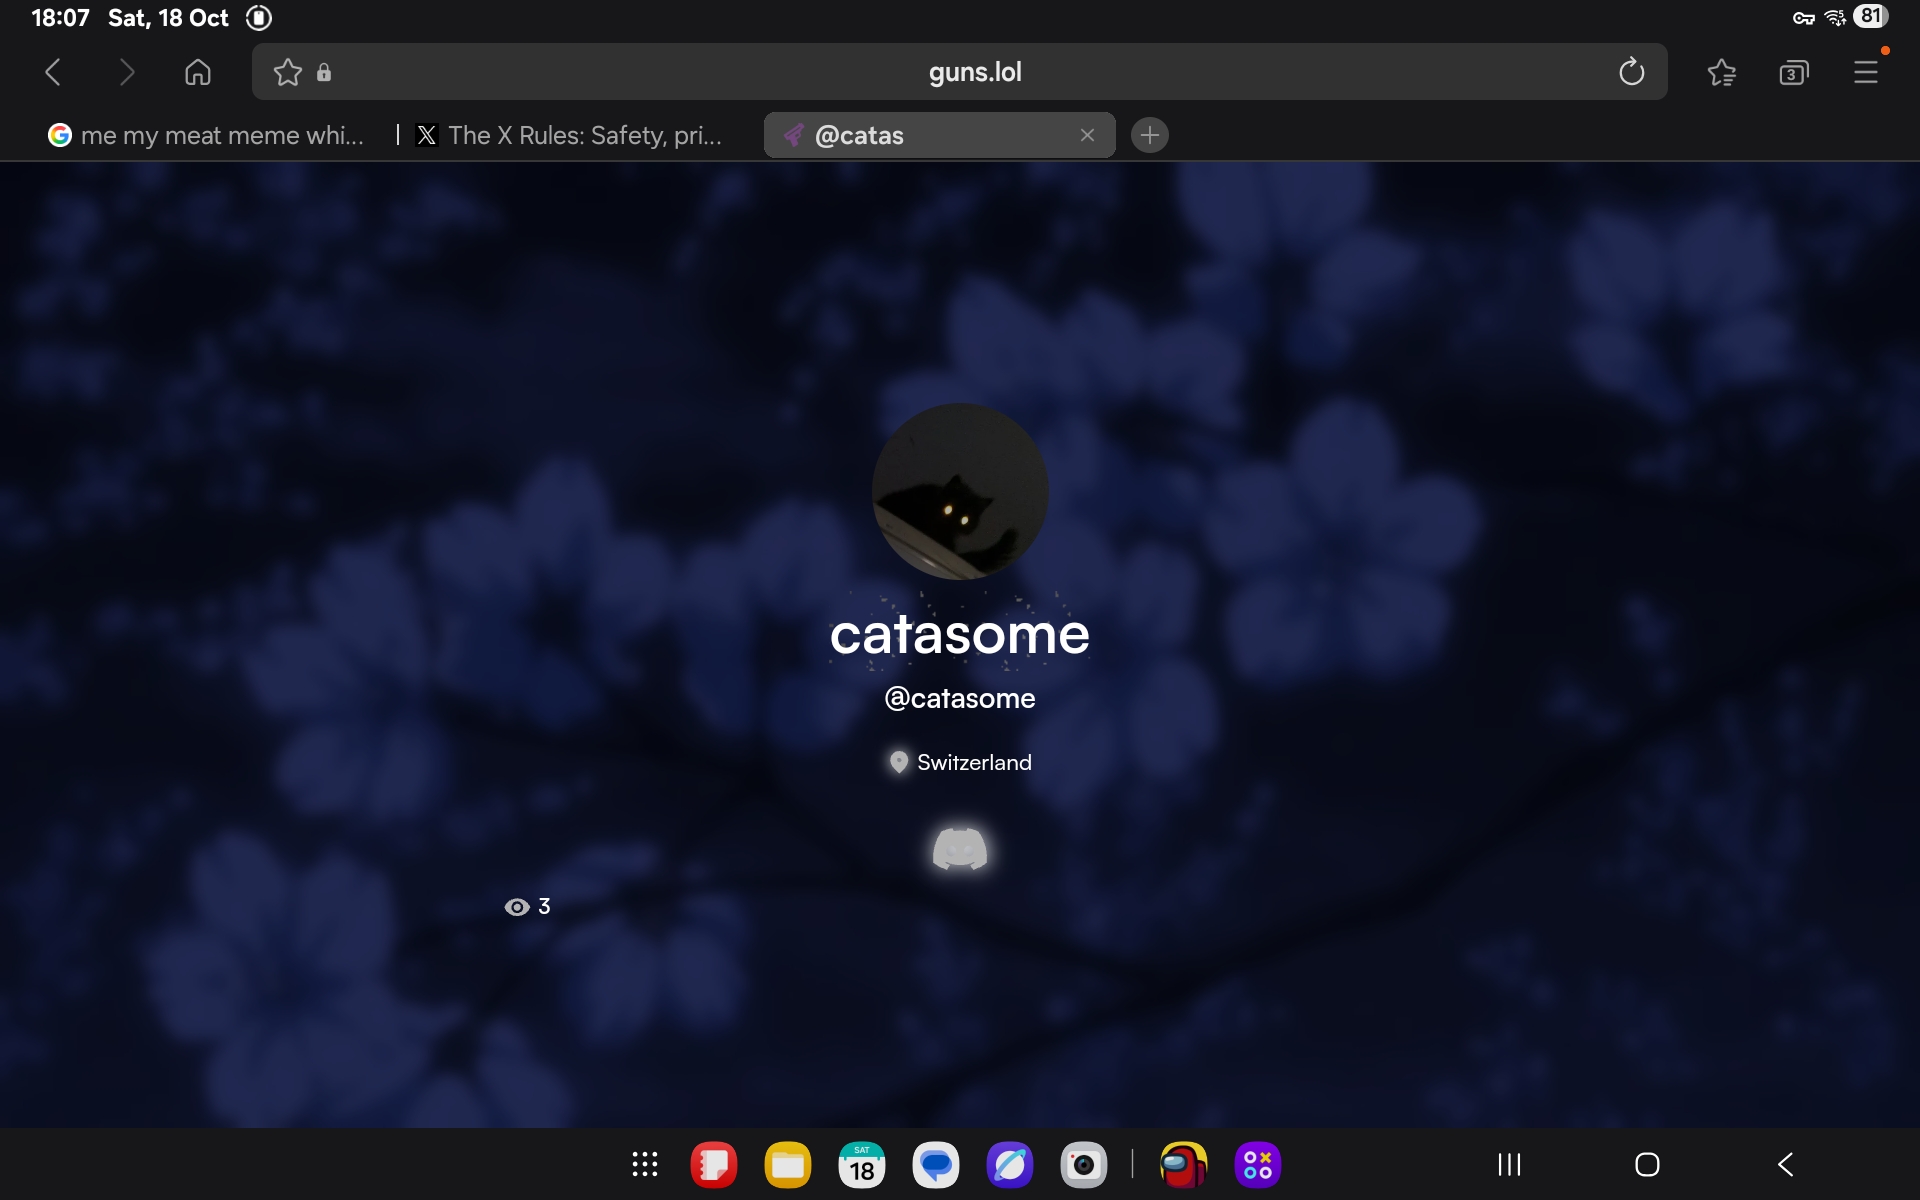 18:07 Sat, 18 Oct 81
guns.lol 3
me my meat meme whi... The X Rules: Safety, pri... @catas
catasome
@catasome
Switzerland
3
SAT
18